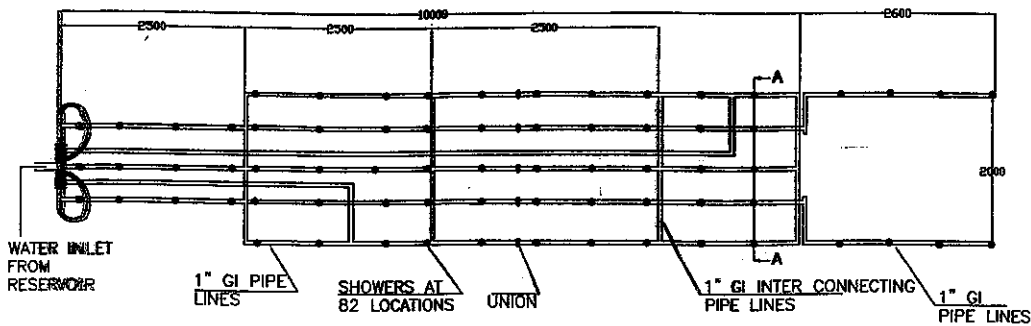 10000
2600
2500
2500
2500
A
A
2000
WATER INLET
FROM
RESERVOIR
1" GI PIPE
LINES
SHOWERS AT
82 LOCATIONS
UNION
1" GI INTER CONNECTING
PIPE LINES
1" GI
PIPE LINES